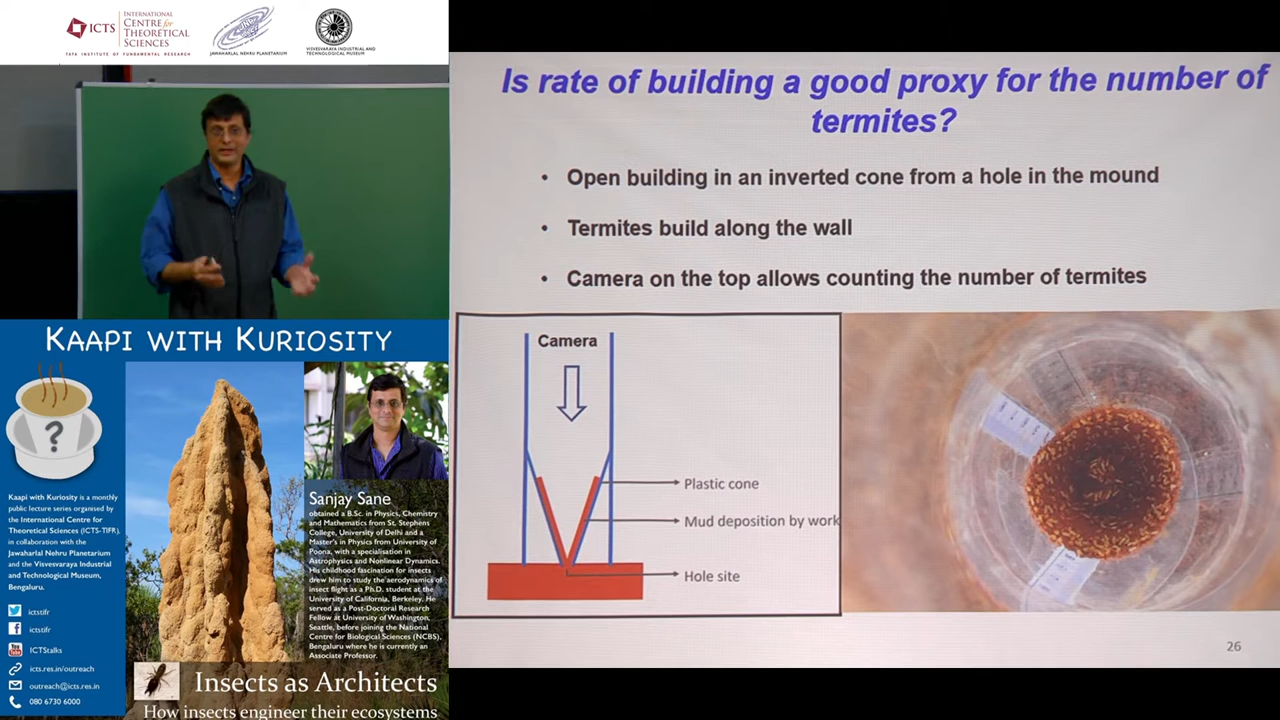 ICTS
INTERNATIONAL
CENTRE for
THEORETICAL
SCIENCES
TATA INSTITUTE OF FUNDAMENTAL RESEARCH
JAWAHARLAL NEHRU PLANETARIUM
VISVESVARAYA INDUSTRIAL AND
TECHNOLOGICAL MUSEUM
KAAPI WITH KURIOSITY
?
Kaapi with Kuriosity is a monthly
public lecture series organised by
the International Centre for
Theoretical Sciences (ICTS-TIFR),
in collaboration with the
Jawaharlal Nehru Planetarium
and the Visvesvaraya Industrial
and Technological Museum,
Bengaluru.
ictstifr
ictstifr
ICTStalks
icts.res.in/outreach
outreach@icts.res.in
080 6730 6000
Sanjay Sane
obtained a B.Sc. in Physics, Chemistry
and Mathematics from St. Stephens
College, University of Delhi and a
Master's in Physics from University of
Poona, with a specialisation in
Astrophysics and Nonlinear Dynamics.
His childhood fascination for insects
drew him to study the aerodynamics of
insect flight as a Ph.D. student at the
University of California, Berkeley. He
served as a Post-Doctoral Research
Fellow at University of Washington,
Seattle, before joining the National
Centre for Biological Sciences (NCBS),
Bengaluru where he is currently an
Associate Professor.
Insects as Architects
How insects engineer their ecosystems
Is rate of building a good proxy for the number of
termites?
• Open building in an inverted cone from a hole in the mound
• Termites build along the wall
• Camera on the top allows counting the number of termites
Camera
Plastic cone
Mud deposition by work
Hole site
26